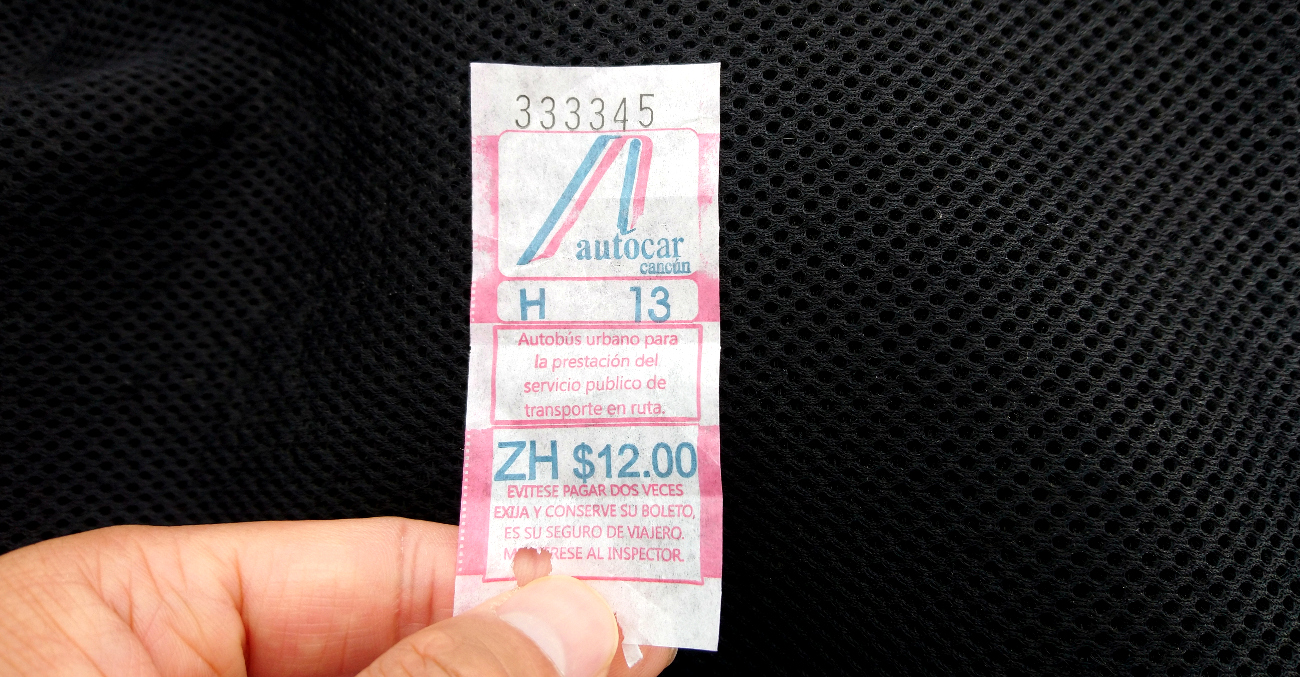 333345
autocar
cancún
H 13
Autobús urbano para
la prestación del
servicio público de
transporte en ruta.
ZH $12.00
EVITESE PAGAR DOS VECES
EXIJA Y CONSERVE SU BOLETO,
ES SU SEGURO DE VIAJERO.
AL INSPECTOR.